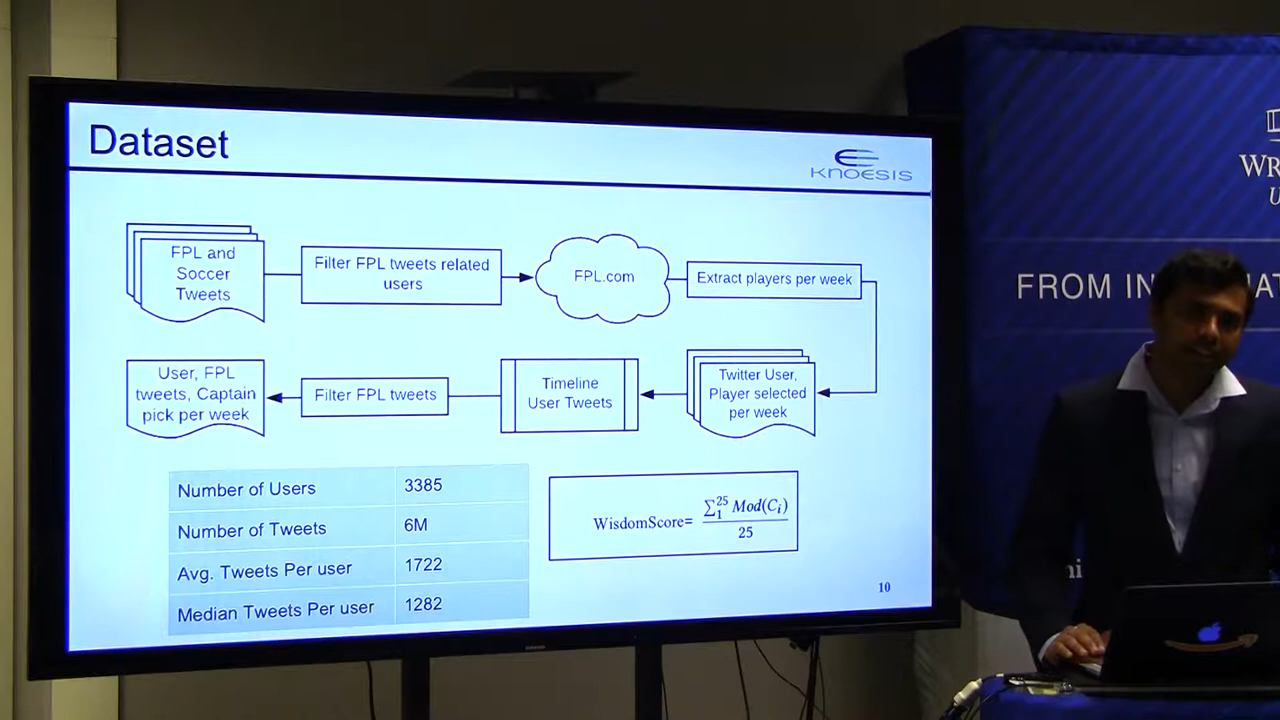 Dataset
KNOESIS
FPL and
Soccer
Tweets
Filter FPL tweets related
users
FPL.com
Extract players per week
User, FPL
tweets, Captain
pick per week
Filter FPL tweets
Timeline
User Tweets
Twitter User,
Player selected
per week
Number of Users 3385
Number of Tweets 6M
Avg. Tweets Per user 1722
Median Tweets Per user 1282
WisdomScore= ∑₁²⁵ Mod(Cᵢ) / 25
10
WR
U
FROM IN AT
ni